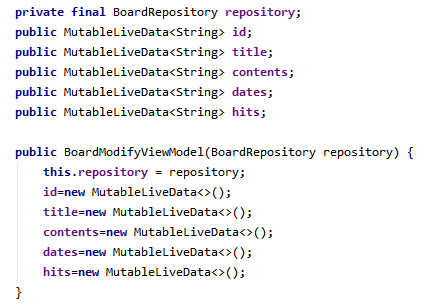 private final BoardRepository repository;
public MutableLiveData<String> id;
public MutableLiveData<String> title;
public MutableLiveData<String> contents;
public MutableLiveData<String> dates;
public MutableLiveData<String> hits;

public BoardModifyViewModel(BoardRepository repository) {
    this.repository = repository;
    id=new MutableLiveData<>();
    title=new MutableLiveData<>();
    contents=new MutableLiveData<>();
    dates=new MutableLiveData<>();
    hits=new MutableLiveData<>();
}